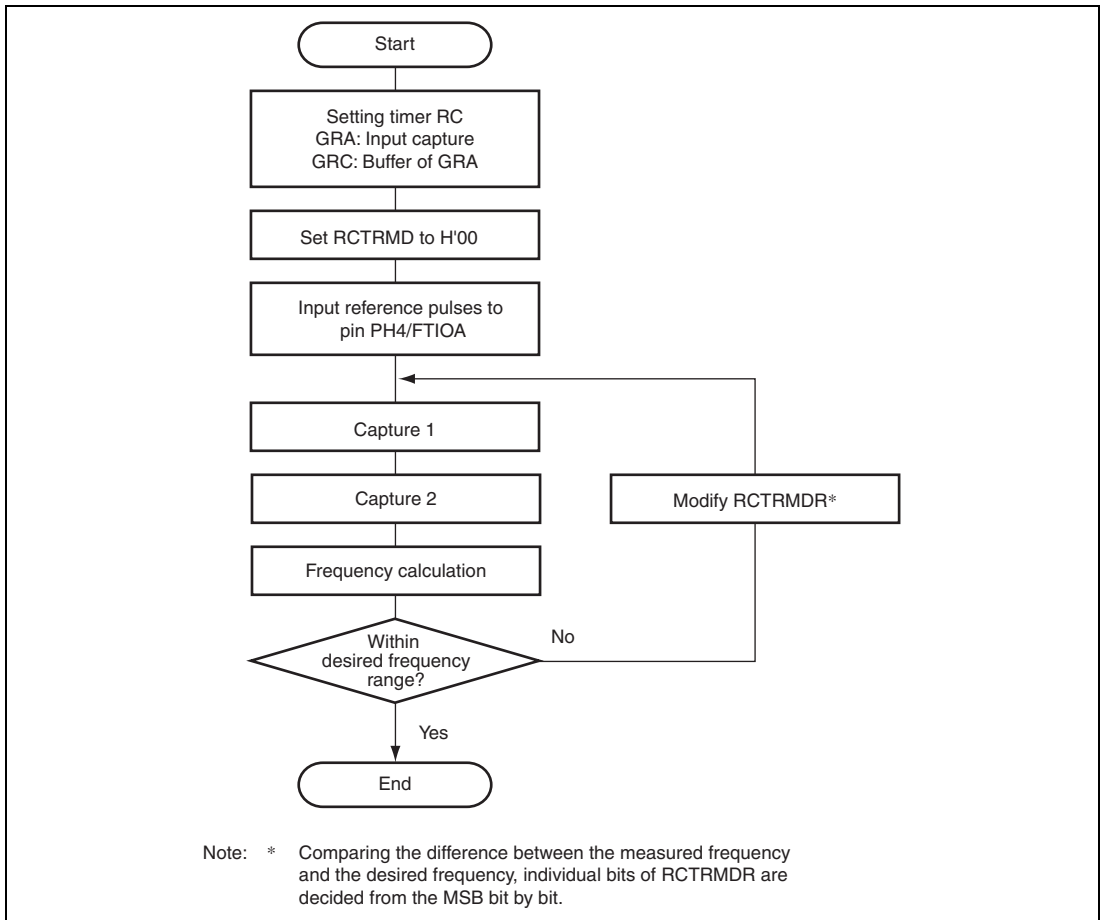 Start
Setting timer RC
GRA: Input capture
GRC: Buffer of GRA
Set RCTRMD to H'00
Input reference pulses to
pin PH4/FTIOA
Capture 1
Capture 2
Modify RCTRMDR*
Frequency calculation
Within
desired frequency
range?
No
Yes
End
Note: * Comparing the difference between the measured frequency
and the desired frequency, individual bits of RCTRMDR are
decided from the MSB bit by bit.